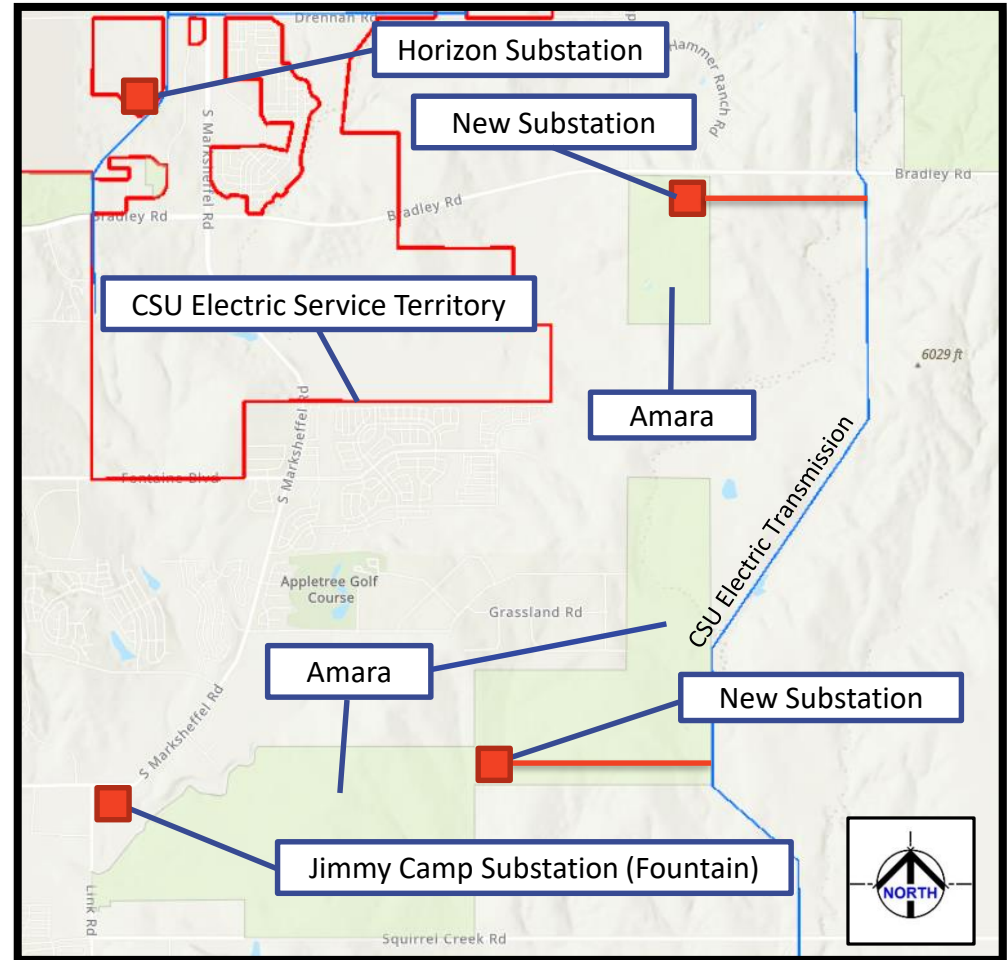 Drennan Rd
Horizon Substation
Hammer Ranch Rd
S Marksheffel Rd
New Substation
Bradley Rd
Bradley Rd
Bradley Rd
CSU Electric Service Territory
6029 ft
Amara
S Marksheffel Rd
Fontaine Blvd
CSU Electric Transmission
Appletree Golf
Course
Grassland Rd
Amara
New Substation
S Marksheffel Rd
Jimmy Camp Substation (Fountain)
NORTH
Link Rd
Squirrel Creek Rd